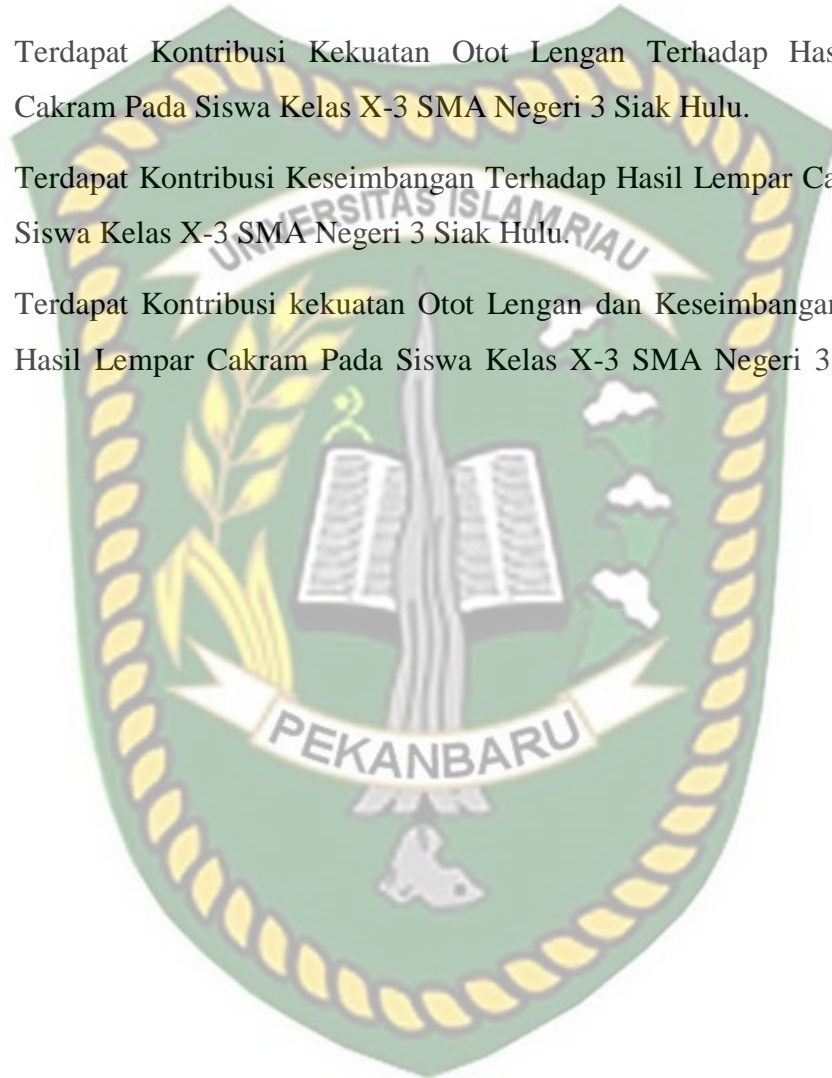 Terdapat Kontribusi Kekuatan Otot Lengan Terhadap Has
Cakram Pada Siswa Kelas X-3 SMA Negeri 3 Siak Hulu.
Terdapat Kontribusi Keseimbangan Terhadap Hasil Lempar Ca
Siswa Kelas X-3 SMA Negeri 3 Siak Hulu.
Terdapat Kontribusi kekuatan Otot Lengan dan Keseimbangan
Hasil Lempar Cakram Pada Siswa Kelas X-3 SMA Negeri 3
UNIVERSITAS ISLAM RIAU
PEKANBARU